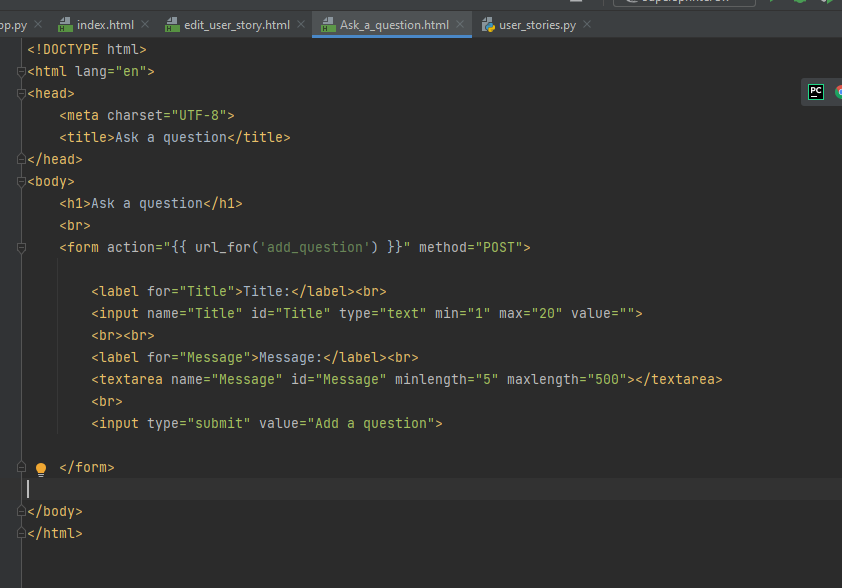 op.py index.html edit_user_story.html Ask_a_question.html user_stories.py
<!DOCTYPE html>
<html lang="en">
<head>
    <meta charset="UTF-8">
    <title>Ask a question</title>
</head>
<body>
    <h1>Ask a question</h1>
    <br>
    <form action="{{ url_for('add_question') }}" method="POST">
        <label for="Title">Title:</label><br>
        <input name="Title" id="Title" type="text" min="1" max="20" value="">
        <br><br>
        <label for="Message">Message:</label><br>
        <textarea name="Message" id="Message" minlength="5" maxlength="500"></textarea>
        <br>
        <input type="submit" value="Add a question">
    </form>
</body>
</html>
PC